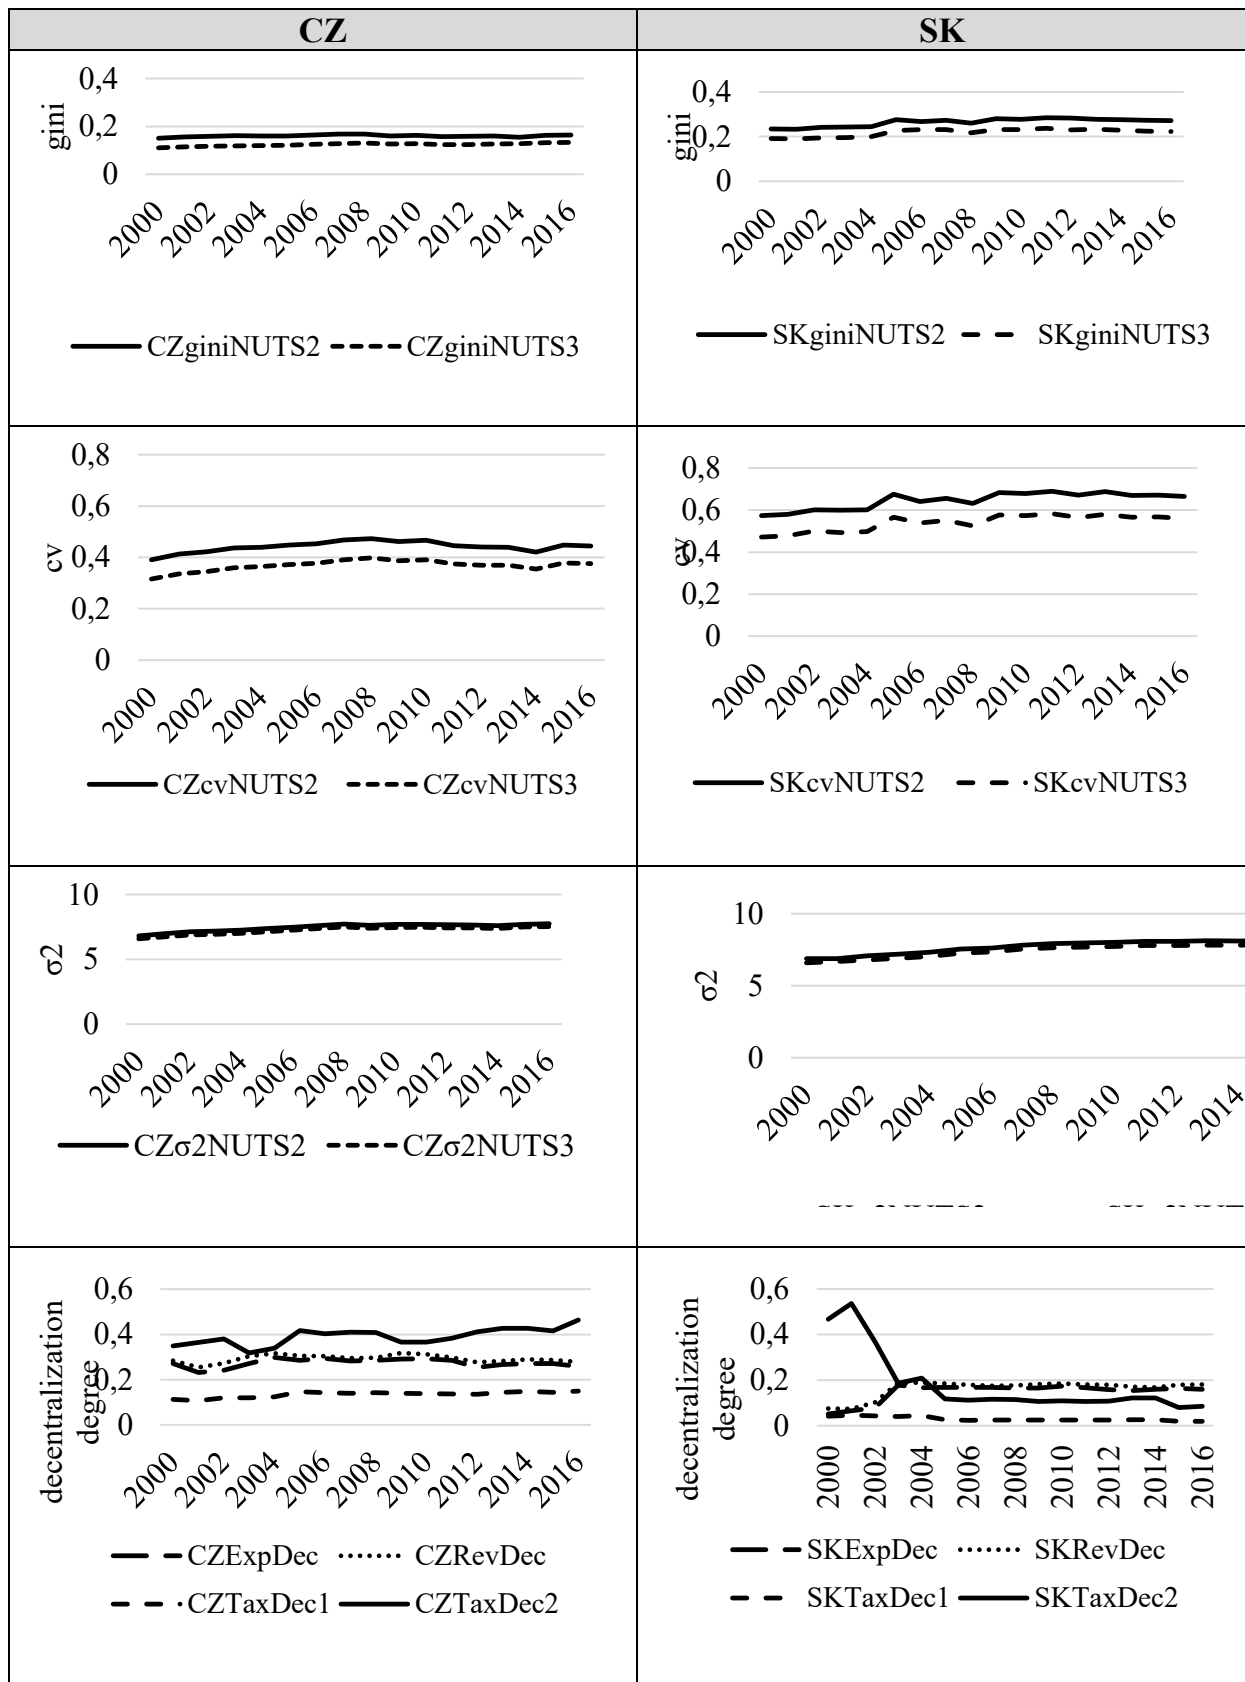 CZ
SK
0,4
0,2
0
gini
2000 2002 2004 2006 2008 2010 2012 2014 2016
CZginiNUTS2 CZginiNUTS3
0,4
0,2
0
gini
2000 2002 2004 2006 2008 2010 2012 2014 2016
SKginiNUTS2 SKginiNUTS3
0,8
0,6
0,4
0,2
0
cv
2000 2002 2004 2006 2008 2010 2012 2014 2016
CZcvNUTS2 CZcvNUTS3
0,8
0,6
0,4
0,2
0
cv
2000 2002 2004 2006 2008 2010 2012 2014 2016
SKcvNUTS2 SKcvNUTS3
10
5
0
σ2
2000 2002 2004 2006 2008 2010 2012 2014 2016
CZσ2NUTS2 CZσ2NUTS3
10
5
0
σ2
2000 2002 2004 2006 2008 2010 2012 2014
0,6
0,4
0,2
0
decentralization
degree
2000 2002 2004 2006 2008 2010 2012 2014 2016
CZExpDec CZRevDec
CZTaxDec1 CZTaxDec2
0,6
0,4
0,2
0
decentralization
degree
2000 2002 2004 2006 2008 2010 2012 2014 2016
SKExpDec SKRevDec
SKTaxDec1 SKTaxDec2